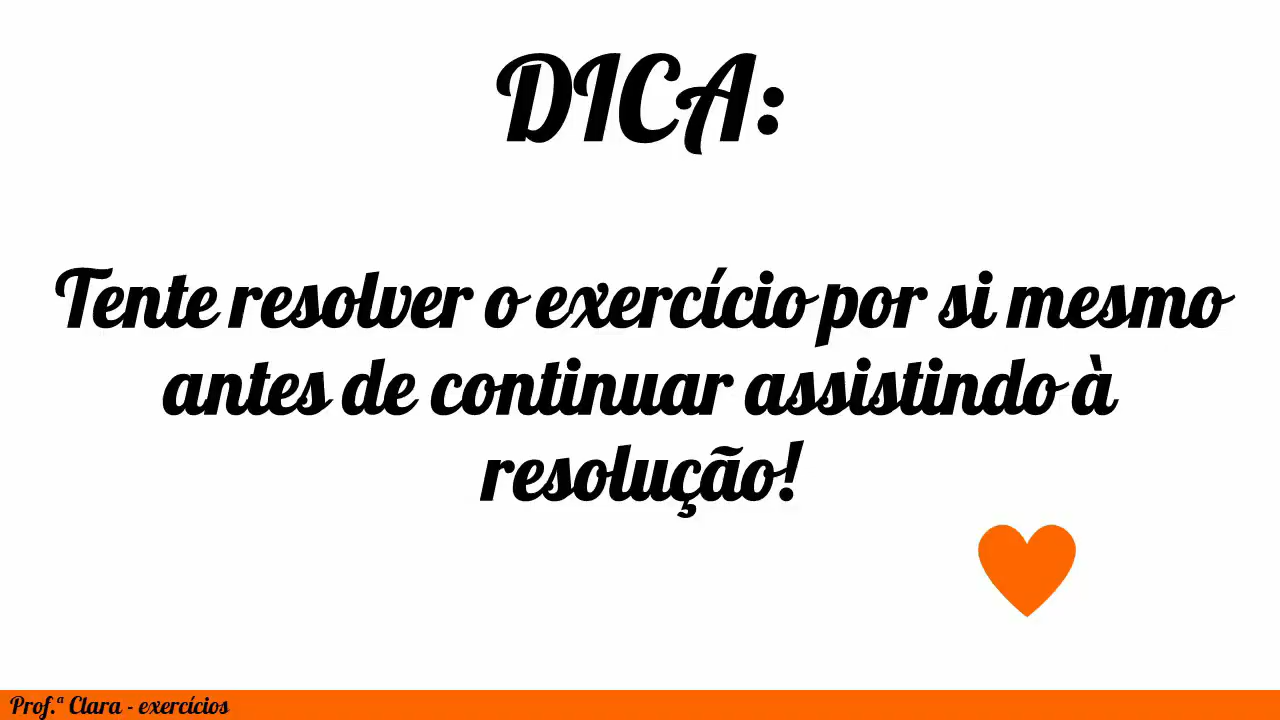 DICA:
Tente resolver o exercício por si mesmo
antes de continuar assistindo à
resolução!
Prof.ª Clara - exercícios